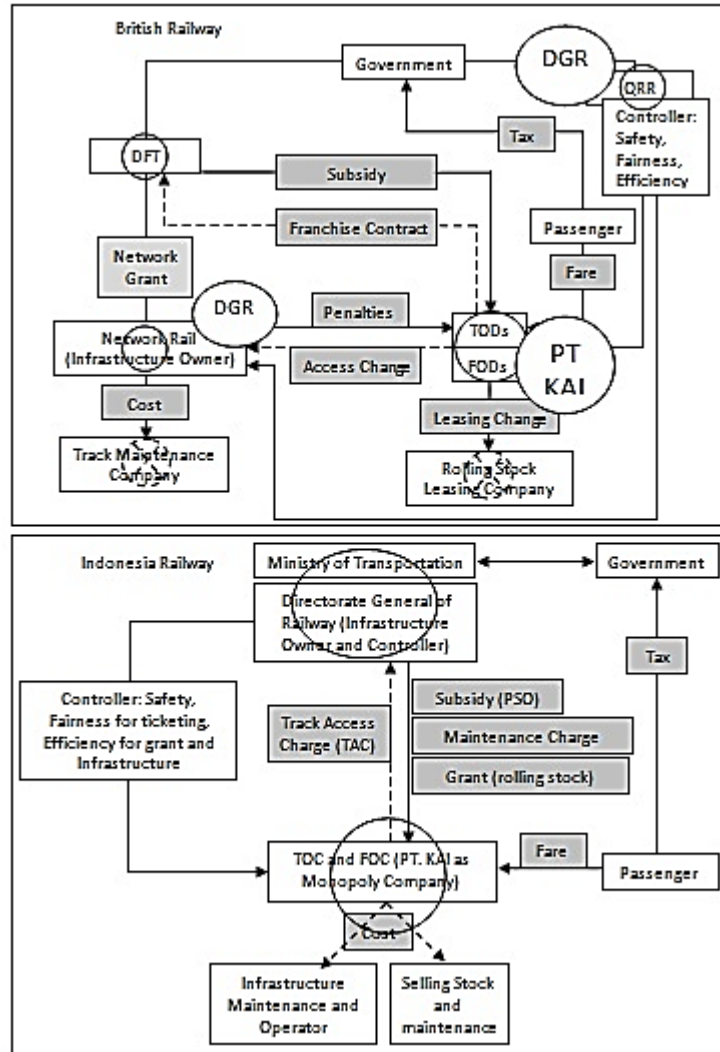 British Railway
Government
DGR
QRR
Controller:
Safety,
Fairness,
Efficiency
Tax
DFT
Subsidy
Franchise Contract
Passenger
Network
Grant
Fare
DGR
Penalties
TODs
Network Rail
(Infrastructure Owner)
Access Change
FODs
PT
KAI
Cost
Leasing Change
Track Maintenance
Company
Rolling Stock
Leasing Company
Indonesia Railway
Ministry of Transportation
Government
Directorate General of
Railway (Infrastructure
Owner and Controller)
Tax
Controller: Safety,
Fairness for ticketing,
Efficiency for grant and
Infrastructure
Track Access
Charge (TAC)
Subsidy (PSO)
Maintenance Charge
Grant (rolling stock)
TOC and FOC (PT. KAI as
Monopoly Company)
Fare
Passenger
Cost
Infrastructure
Maintenance and
Operator
Selling Stock
and
maintenance